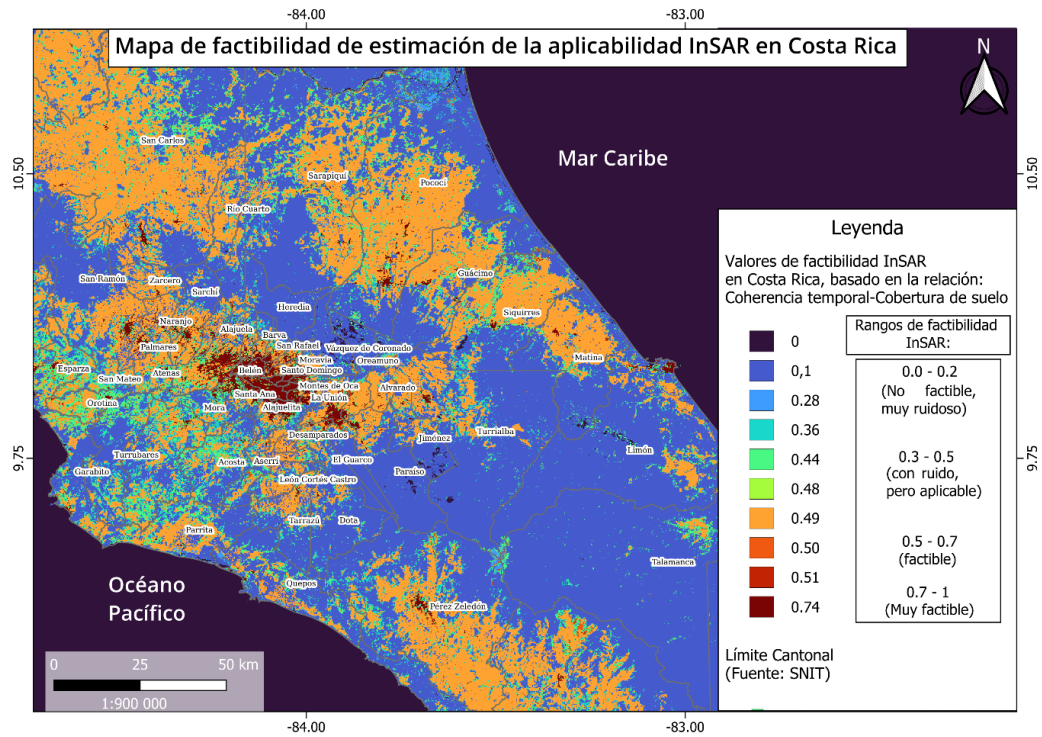 -84.00
-83.00
Mapa de factibilidad de estimación de la aplicabilidad InSAR en Costa Rica
N
San Carlos
Mar Caribe
10.50
10.50
Sarapiquí
Pococí
Río Cuarto
Leyenda
Valores de factibilidad InSAR
en Costa Rica, basado en la relación:
Coherencia temporal-Cobertura de suelo
0
0,1
0.28
0.36
0.44
0.48
0.49
0.50
0.51
0.74
Rangos de factibilidad
InSAR:
0.0 - 0.2
(No factible,
muy ruidoso)
0.3 - 0.5
(con ruido,
pero aplicable)
0.5 - 0.7
(factible)
0.7 - 1
(Muy factible)
Límite Cantonal
(Fuente: SNIT)
San Ramón
Zarcero
Sarchí
Guácimo
Heredia
Siquirres
Naranjo
Alajuela
Barva
Palmares
San Rafael
Vázquez de Coronado
Moravia
Oreamuno
Matina
Esparza
San Mateo
Atenas
Belén
Santo Domingo
Montes de Oca
Alvarado
Santa Ana
La Unión
Orotina
Mora
Alajuelita
Desamparados
Jiménez
Turrialba
Turrubares
Limón
9.75
9.75
Garabito
Acosta
Aserrí
El Guarco
Paraíso
León Cortés Castro
Tarrazú
Dota
Parrita
Talamanca
Quepos
Pérez Zeledón
Océano
Pacífico
0
25
50 km
1:900 000
-84.00
-83.00